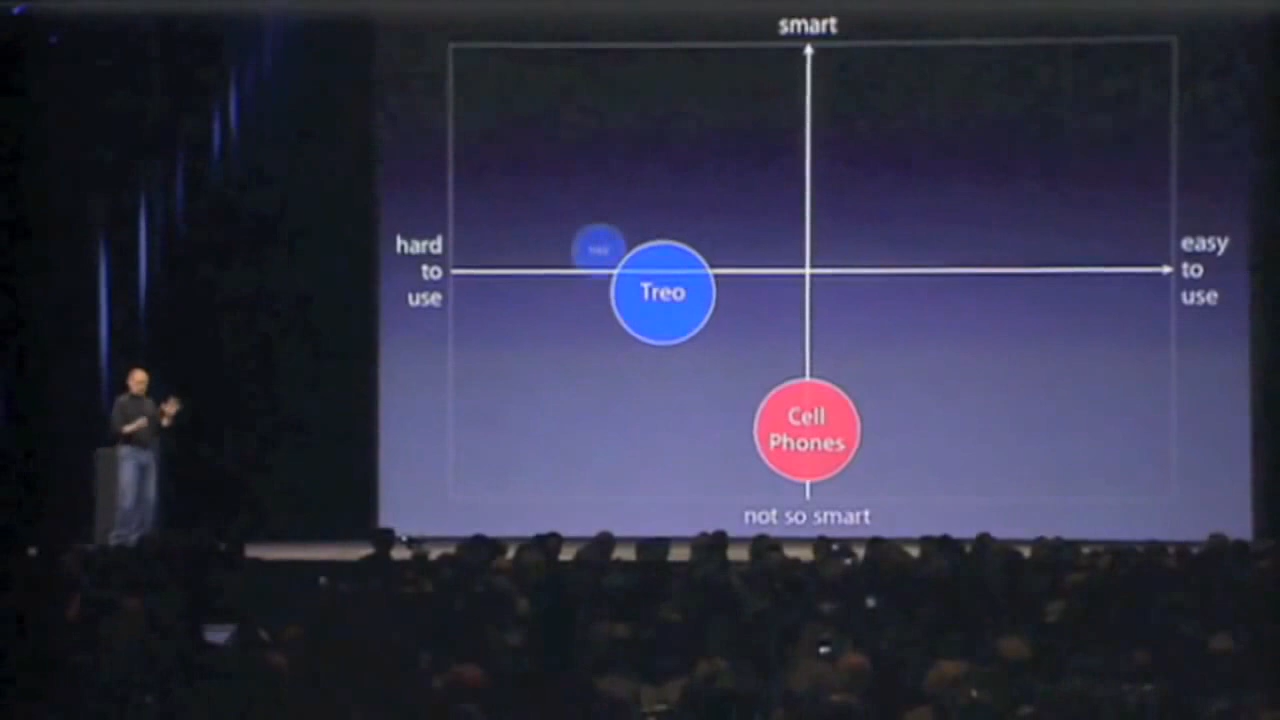 smart
hard
to
use
easy
to
use
Treo
Cell
Phones
not so smart